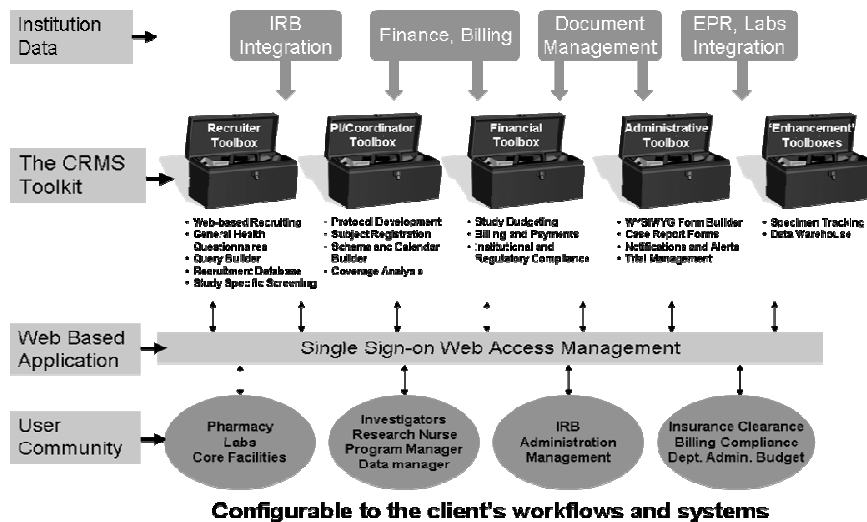 Institution
Data
IRB
Integration
Finance, Billing
Document
Management
EPR, Labs
Integration
The CRMS
Toolkit
Recruiter
Toolbox
PI/Coordinator
Toolbox
Financial
Toolbox
Administrative
Toolbox
'Enhancement'
Toolboxes
• Web-based Recruiting
• General Health
Questionnaires
• Query Builder
• Recruitment Database
• Study Specific Screening
• Protocol Development
• Subject Registration
• Schema and Calendar
Builder
• Coverage Analysis
• Study Budgeting
• Billing and Payments
• Institutional and
Regulatory Compliance
• WYSIWYG Form Builder
• Case Report Forms
• Notifications and Alerts
• Trial Management
• Specimen Tracking
• Data Warehouse
Web Based
Application
Single Sign-on Web Access Management
User
Community
Pharmacy
Labs
Core Facilities
Investigators
Research Nurse
Program Manager
Data manager
IRB
Administration
Management
Insurance Clearance
Billing Compliance
Dept. Admin. Budget
Configurable to the client's workflows and systems